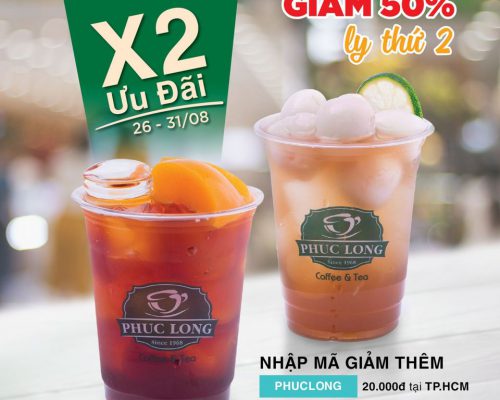 GIẢM 50%
ly thứ 2
X2
Ưu Đãi
26 - 31/08
PHUC LONG
Since 1968
Coffee & Tea
PHUC LONG
Since 1968
Coffee & Tea
NHẬP MÃ GIẢM THÊM
PHUCLONG 20.000đ tại TP.HCM